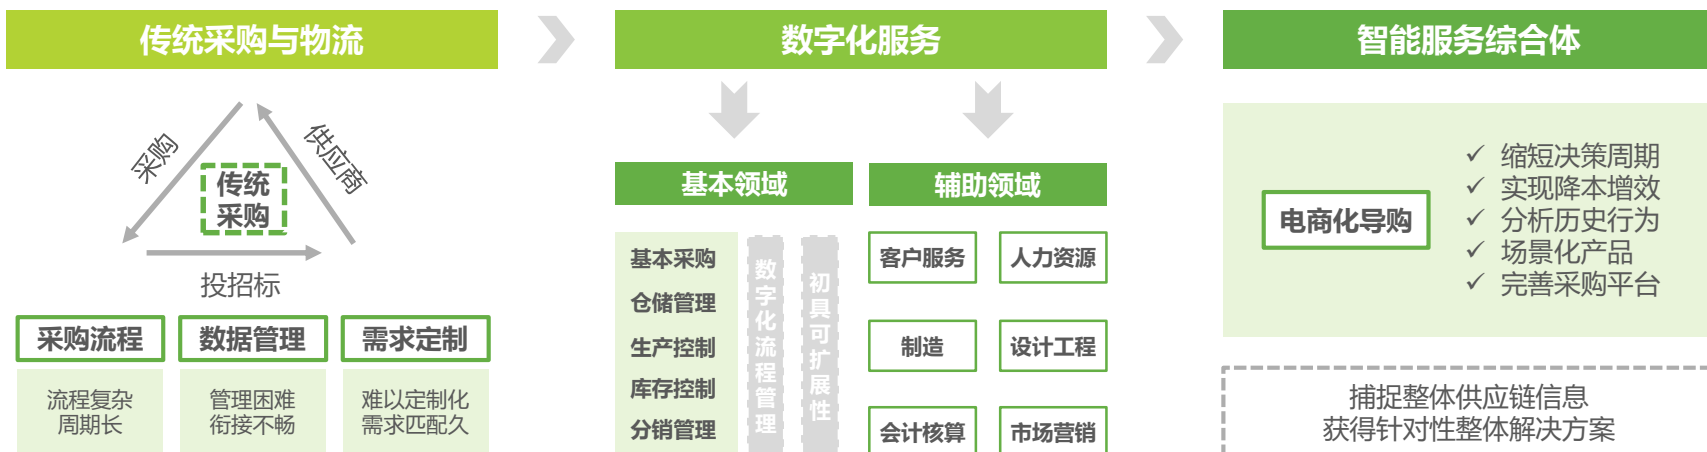 传统采购与物流
数字化服务
智能服务综合体
采购
供应商
传统
采购
投招标
采购流程
数据管理
需求定制
流程复杂
周期长
管理困难
衔接不畅
难以定制化
需求匹配久
基本领域
辅助领域
基本采购
仓储管理
生产控制
库存控制
分销管理
数字化流程管理
初具可扩展性
客户服务
人力资源
制造
设计工程
会计核算
市场营销
电商化导购
✓ 缩短决策周期
✓ 实现降本增效
✓ 分析历史行为
✓ 场景化产品
✓ 完善采购平台
捕捉整体供应链信息
获得针对性整体解决方案